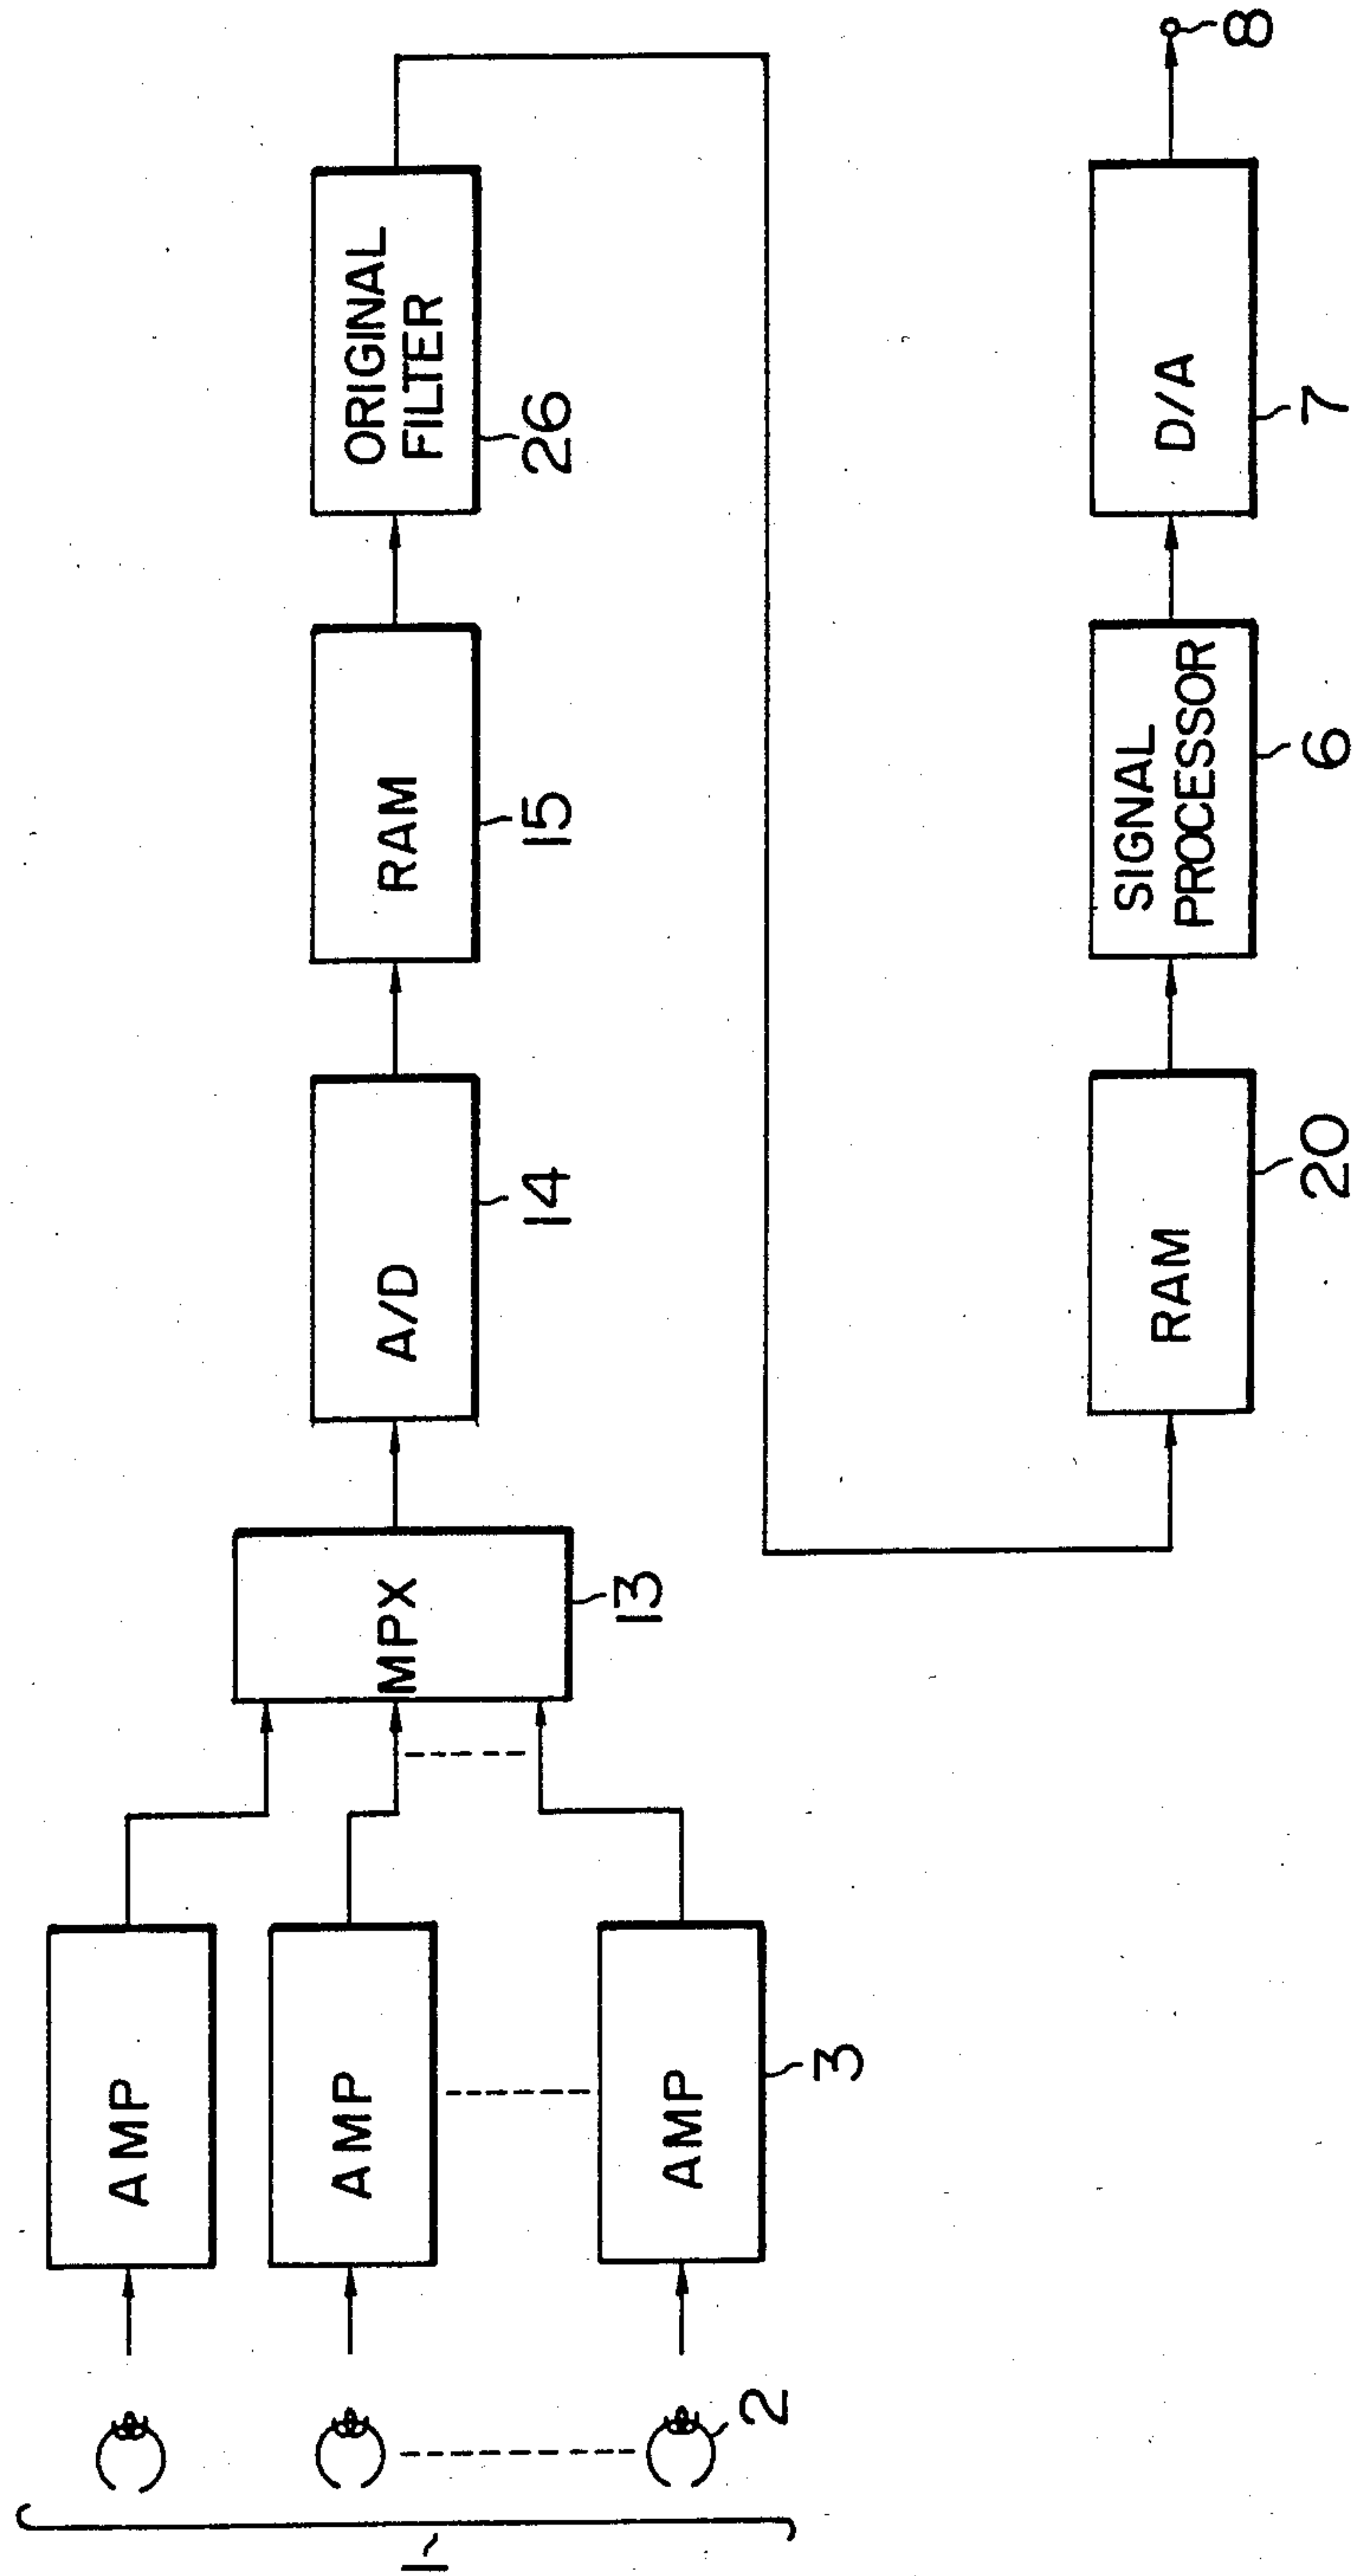 1
2
AMP
AMP
AMP
3
MPX
13
A/D
14
RAM
15
ORIGINAL
FILTER
26
RAM
20
SIGNAL
PROCESSOR
6
D/A
7
8